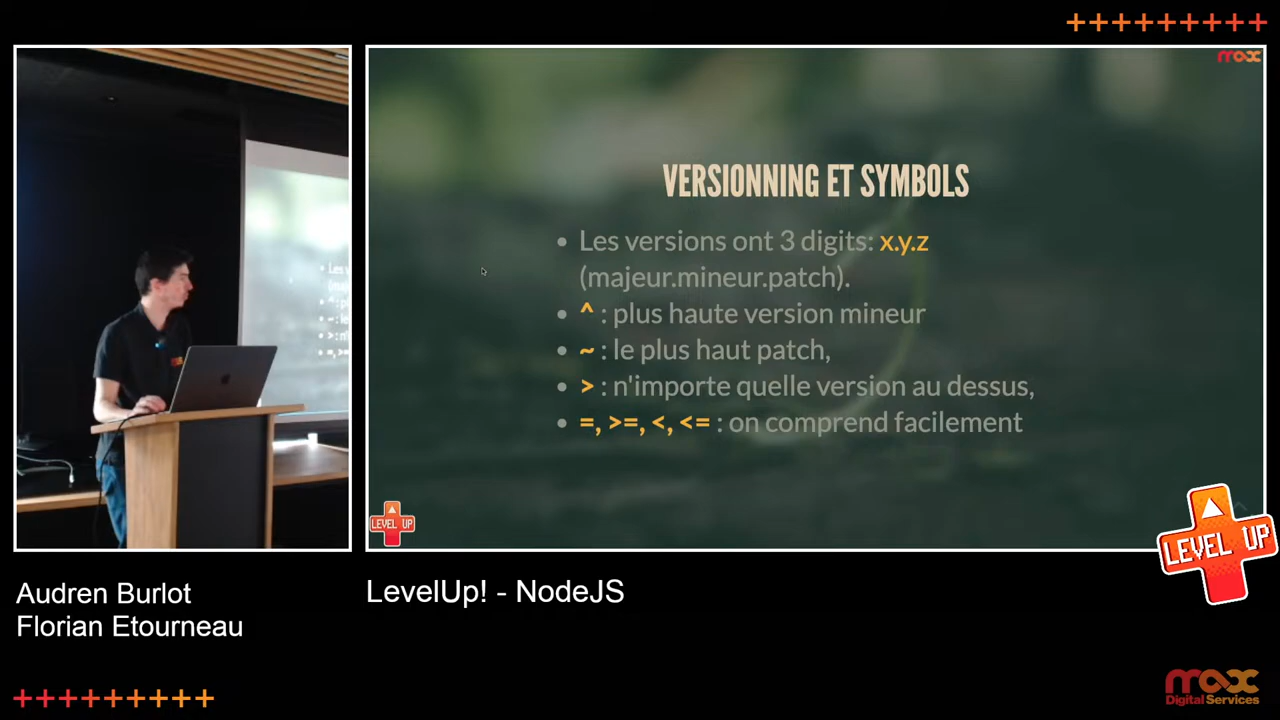 max
VERSIONNING ET SYMBOLS
Les versions ont 3 digits: x.y.z
(majeur.mineur.patch).
^ : plus haute version mineur
~ : le plus haut patch,
> : n'importe quelle version au dessus,
=, >=, <, <= : on comprend facilement
LEVEL UP
LEVEL UP
Audren Burlot
Florian Etourneau
LevelUp! - NodeJS
max
Digital Services